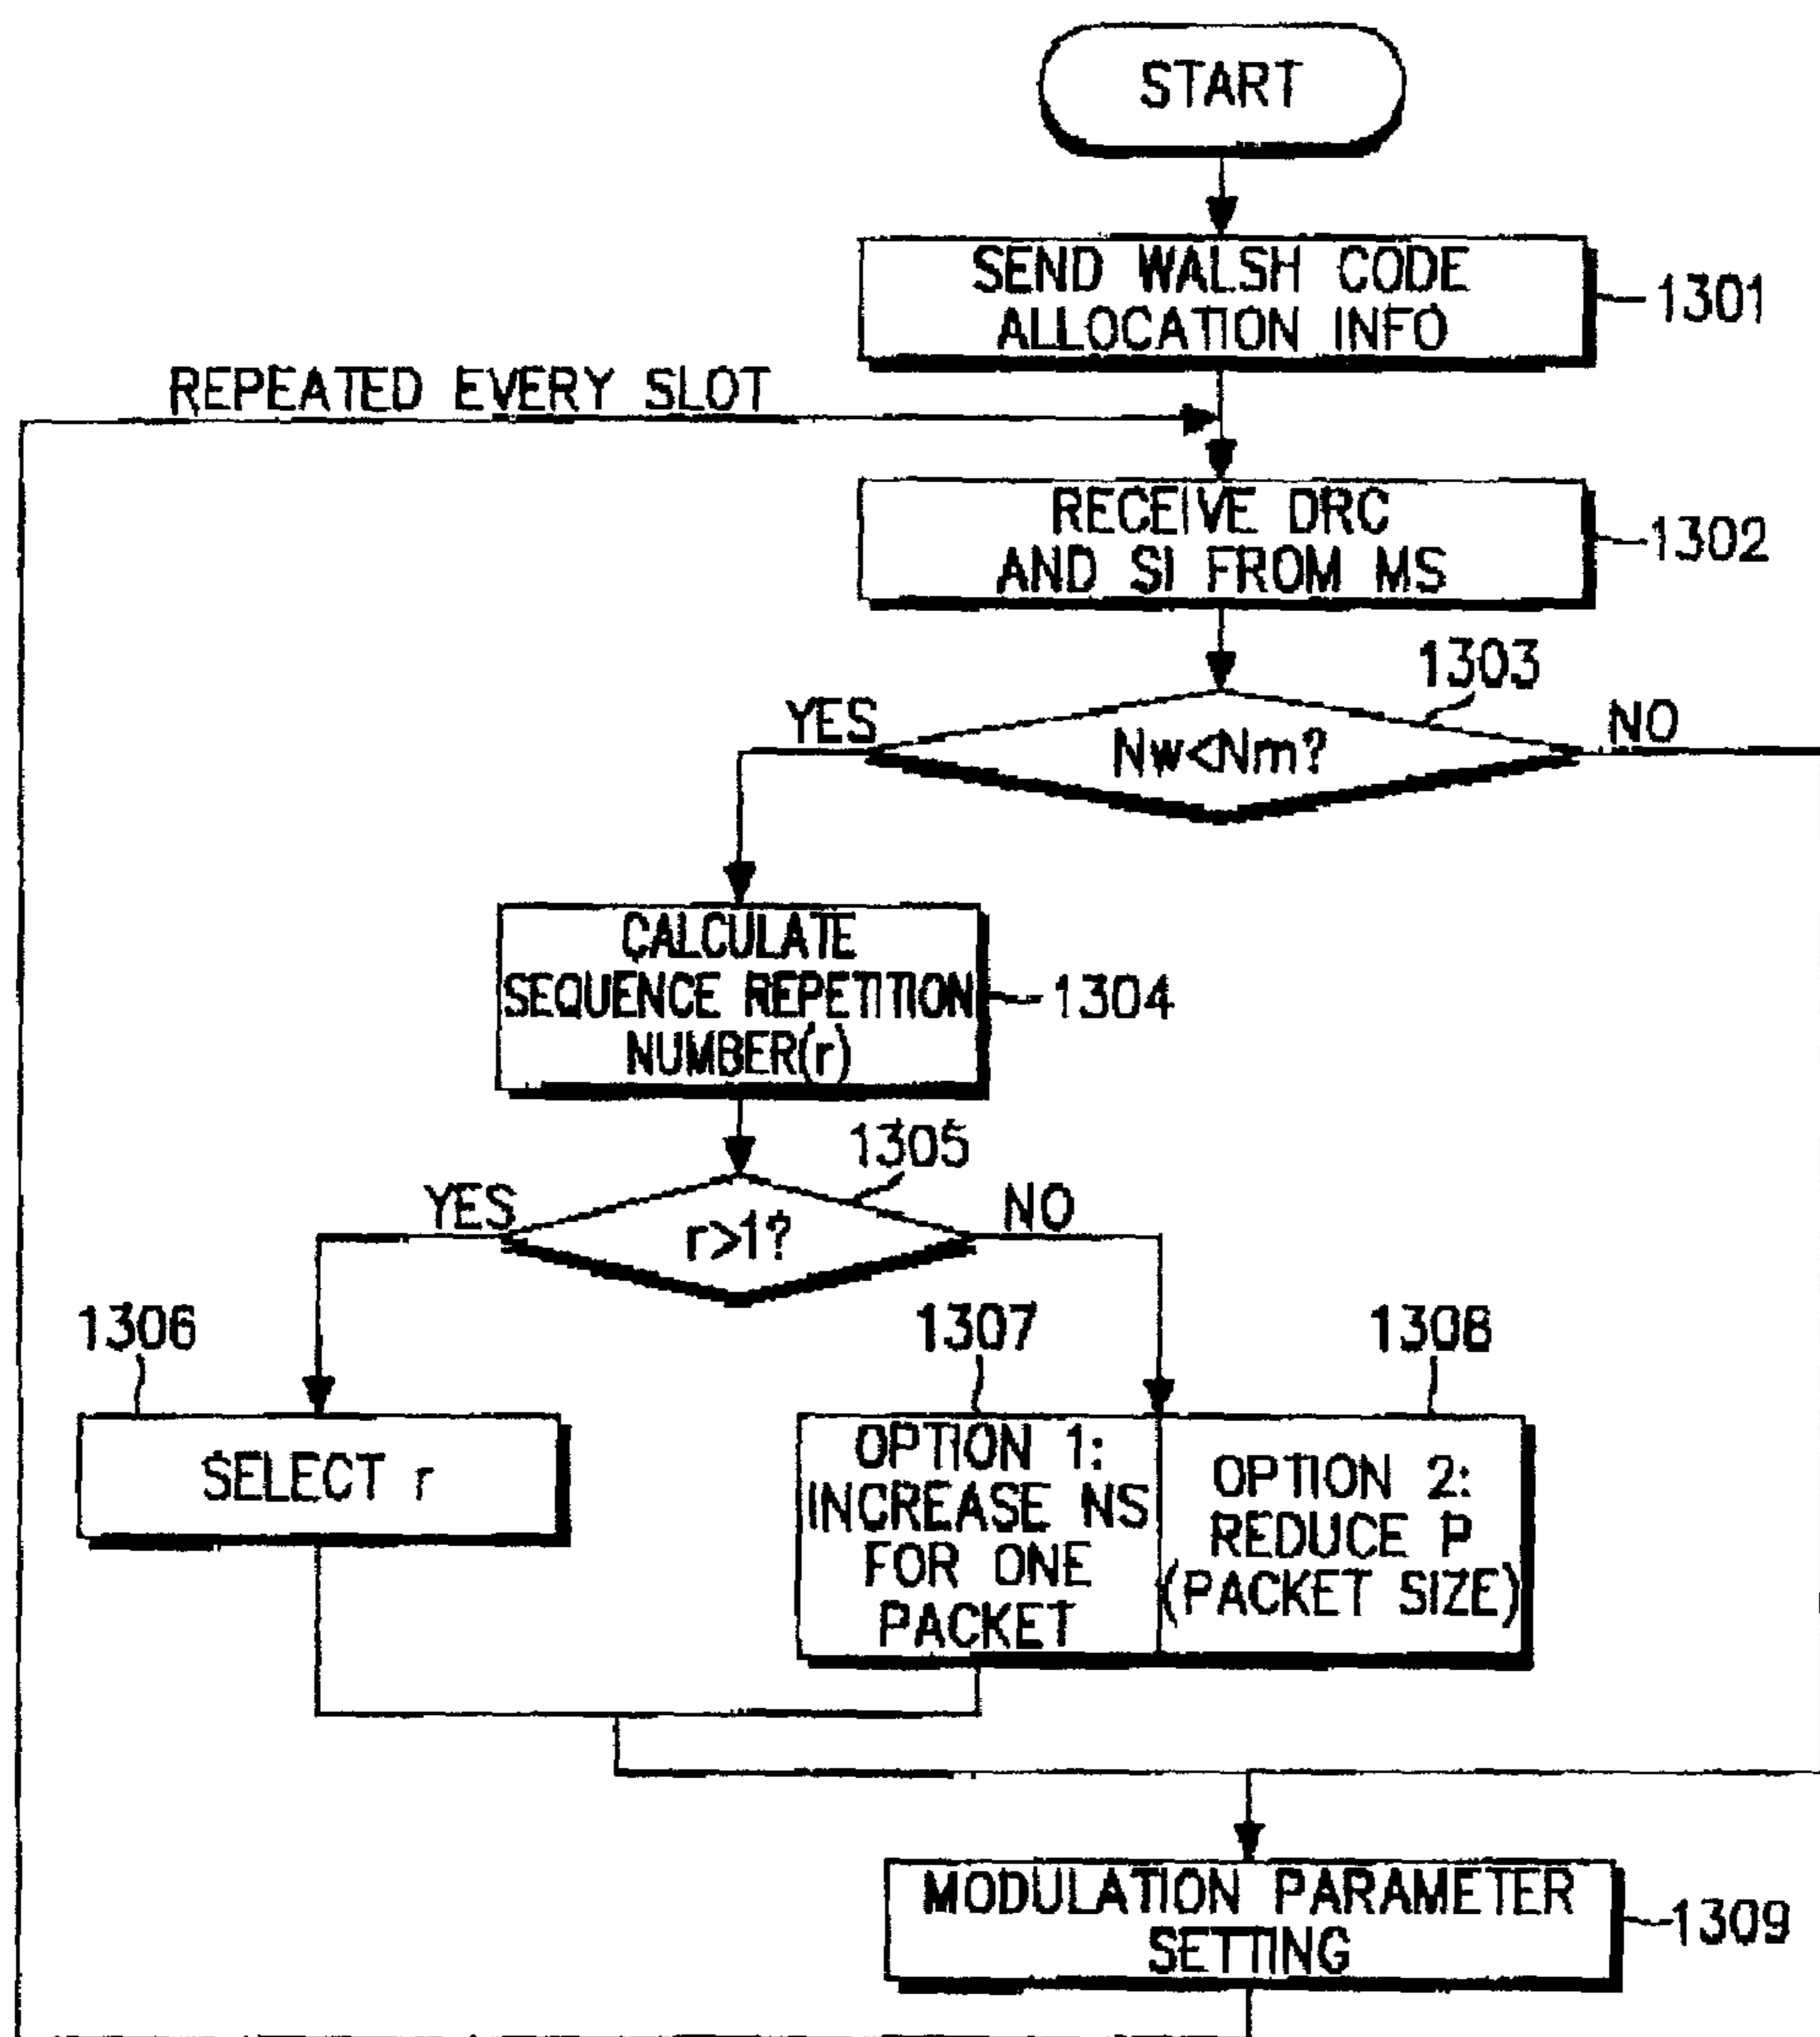 START
SEND WALSH CODE
ALLOCATION INFO
1301
REPEATED EVERY SLOT
RECEIVE DRC
AND SI FROM MS
1302
1303
YES
Nw<Nm?
NO
CALCULATE
SEQUENCE REPETITION
NUMBER(r)
1304
1305
YES
r>1?
NO
1306
1307
1308
SELECT r
OPTION 1:
INCREASE NS
FOR ONE
PACKET
OPTION 2:
REDUCE P
(PACKET SIZE)
MODULATION PARAMETER
SETTING
1309